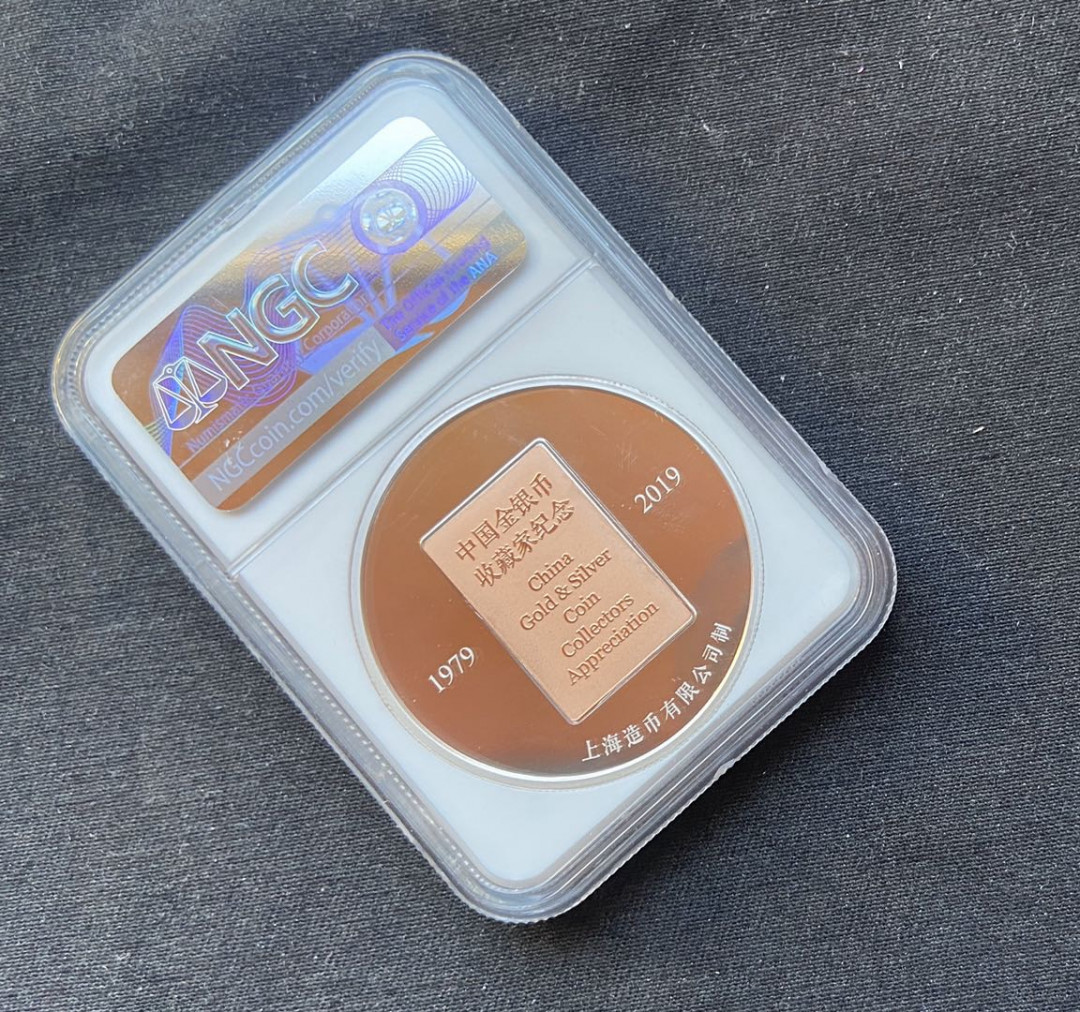 NGC
Numismatic Guaranty Corporation
NGCcoin.com/verify
The Official Grading
Service of the ANA
中国金银币
收藏家纪念
China
Gold & Silver
Coin
Collectors
Appreciation
1979
2019
上海造币有限公司制